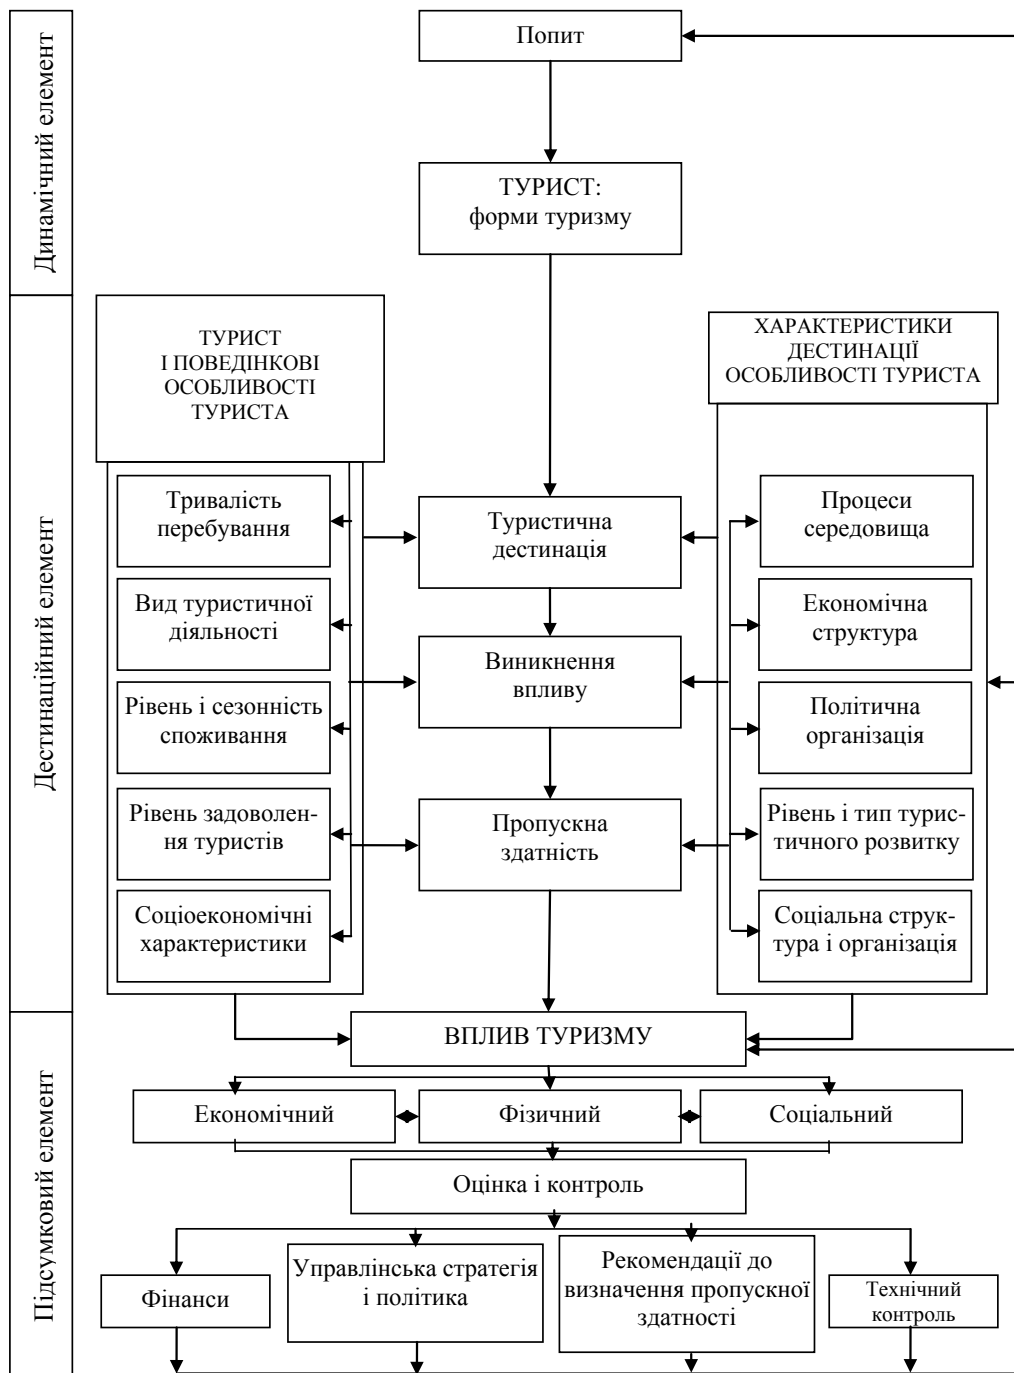 Динамічний елемент
Попит
ТУРИСТ:
форми туризму
Дестинаційний елемент
ТУРИСТ
І ПОВЕДІНКОВІ
ОСОБЛИВОСТІ
ТУРИСТА
Тривалість
перебування
Вид туристичної
діяльності
Рівень і сезонність
споживання
Рівень задоволен-
ня туристів
Соціоекономічні
характеристики
Туристична
дестинація
Виникнення
впливу
Пропускна
здатність
ХАРАКТЕРИСТИКИ
ДЕСТИНАЦІЇ
ОСОБЛИВОСТІ ТУРИСТА
Процеси
середовища
Економічна
структура
Політична
організація
Рівень і тип турис-
тичного розвитку
Соціальна струк-
тура і організація
Підсумковий елемент
ВПЛИВ ТУРИЗМУ
Економічний
Фізичний
Соціальний
Оцінка і контроль
Фінанси
Управлінська стратегія
і політика
Рекомендації до
визначення пропускної
здатності
Технічний
контроль